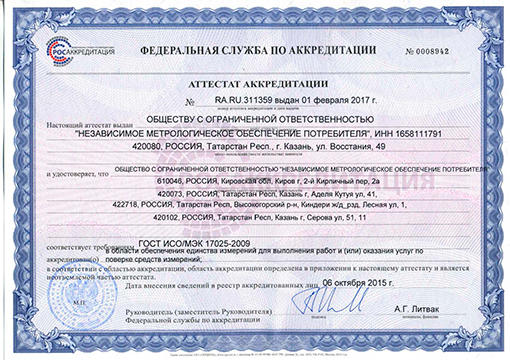 РОСАККРЕДИТАЦИЯ
ФЕДЕРАЛЬНАЯ СЛУЖБА ПО АККРЕДИТАЦИИ
№ 0008942
АТТЕСТАТ АККРЕДИТАЦИИ
№ RA.RU.311359 выдан 01 февраля 2017 г.
номер аттестата аккредитации и дата выдачи
Настоящий аттестат выдан ОБЩЕСТВУ С ОГРАНИЧЕННОЙ ОТВЕТСТВЕННОСТЬЮ
"НЕЗАВИСИМОЕ МЕТРОЛОГИЧЕСКОЕ ОБЕСПЕЧЕНИЕ ПОТРЕБИТЕЛЯ", ИНН 1658111791
420080, РОССИЯ, Татарстан Респ., г. Казань, ул. Восстания, 49
и удостоверяет, что ОБЩЕСТВО С ОГРАНИЧЕННОЙ ОТВЕТСТВЕННОСТЬЮ "НЕЗАВИСИМОЕ МЕТРОЛОГИЧЕСКОЕ ОБЕСПЕЧЕНИЕ ПОТРЕБИТЕЛЯ
610046, РОССИЯ, Кировская обл, Киров г, 2-й Кирпичный пер, 2а
420073, РОССИЯ, Татарстан Респ, Казань г, Аделя Кутуя ул, 41,
422718, РОССИЯ, Татарстан Респ, Высокогорский р-н, Киндери ж/д_рзд, Лесная ул, 1,
420102, РОССИЯ, Татарстан Респ, Казань г, Серова ул, 51, 11
соответствует требованиям ГОСТ ИСО/МЭК 17025-2009
аккредитован(о) в области обеспечения единства измерений для выполнения работ и (или) оказания услуг по
поверке средств измерений;
в соответствии с областью аккредитации, область аккредитации определена в приложении к настоящему аттестату и является
неотъемлемой частью аттестата.
Дата внесения сведений в реестр аккредитованных лиц 06 октября 2015 г.
М.П.
Руководитель (заместитель Руководителя)
Федеральной службы по аккредитации
подпись
А.Г. Литвак